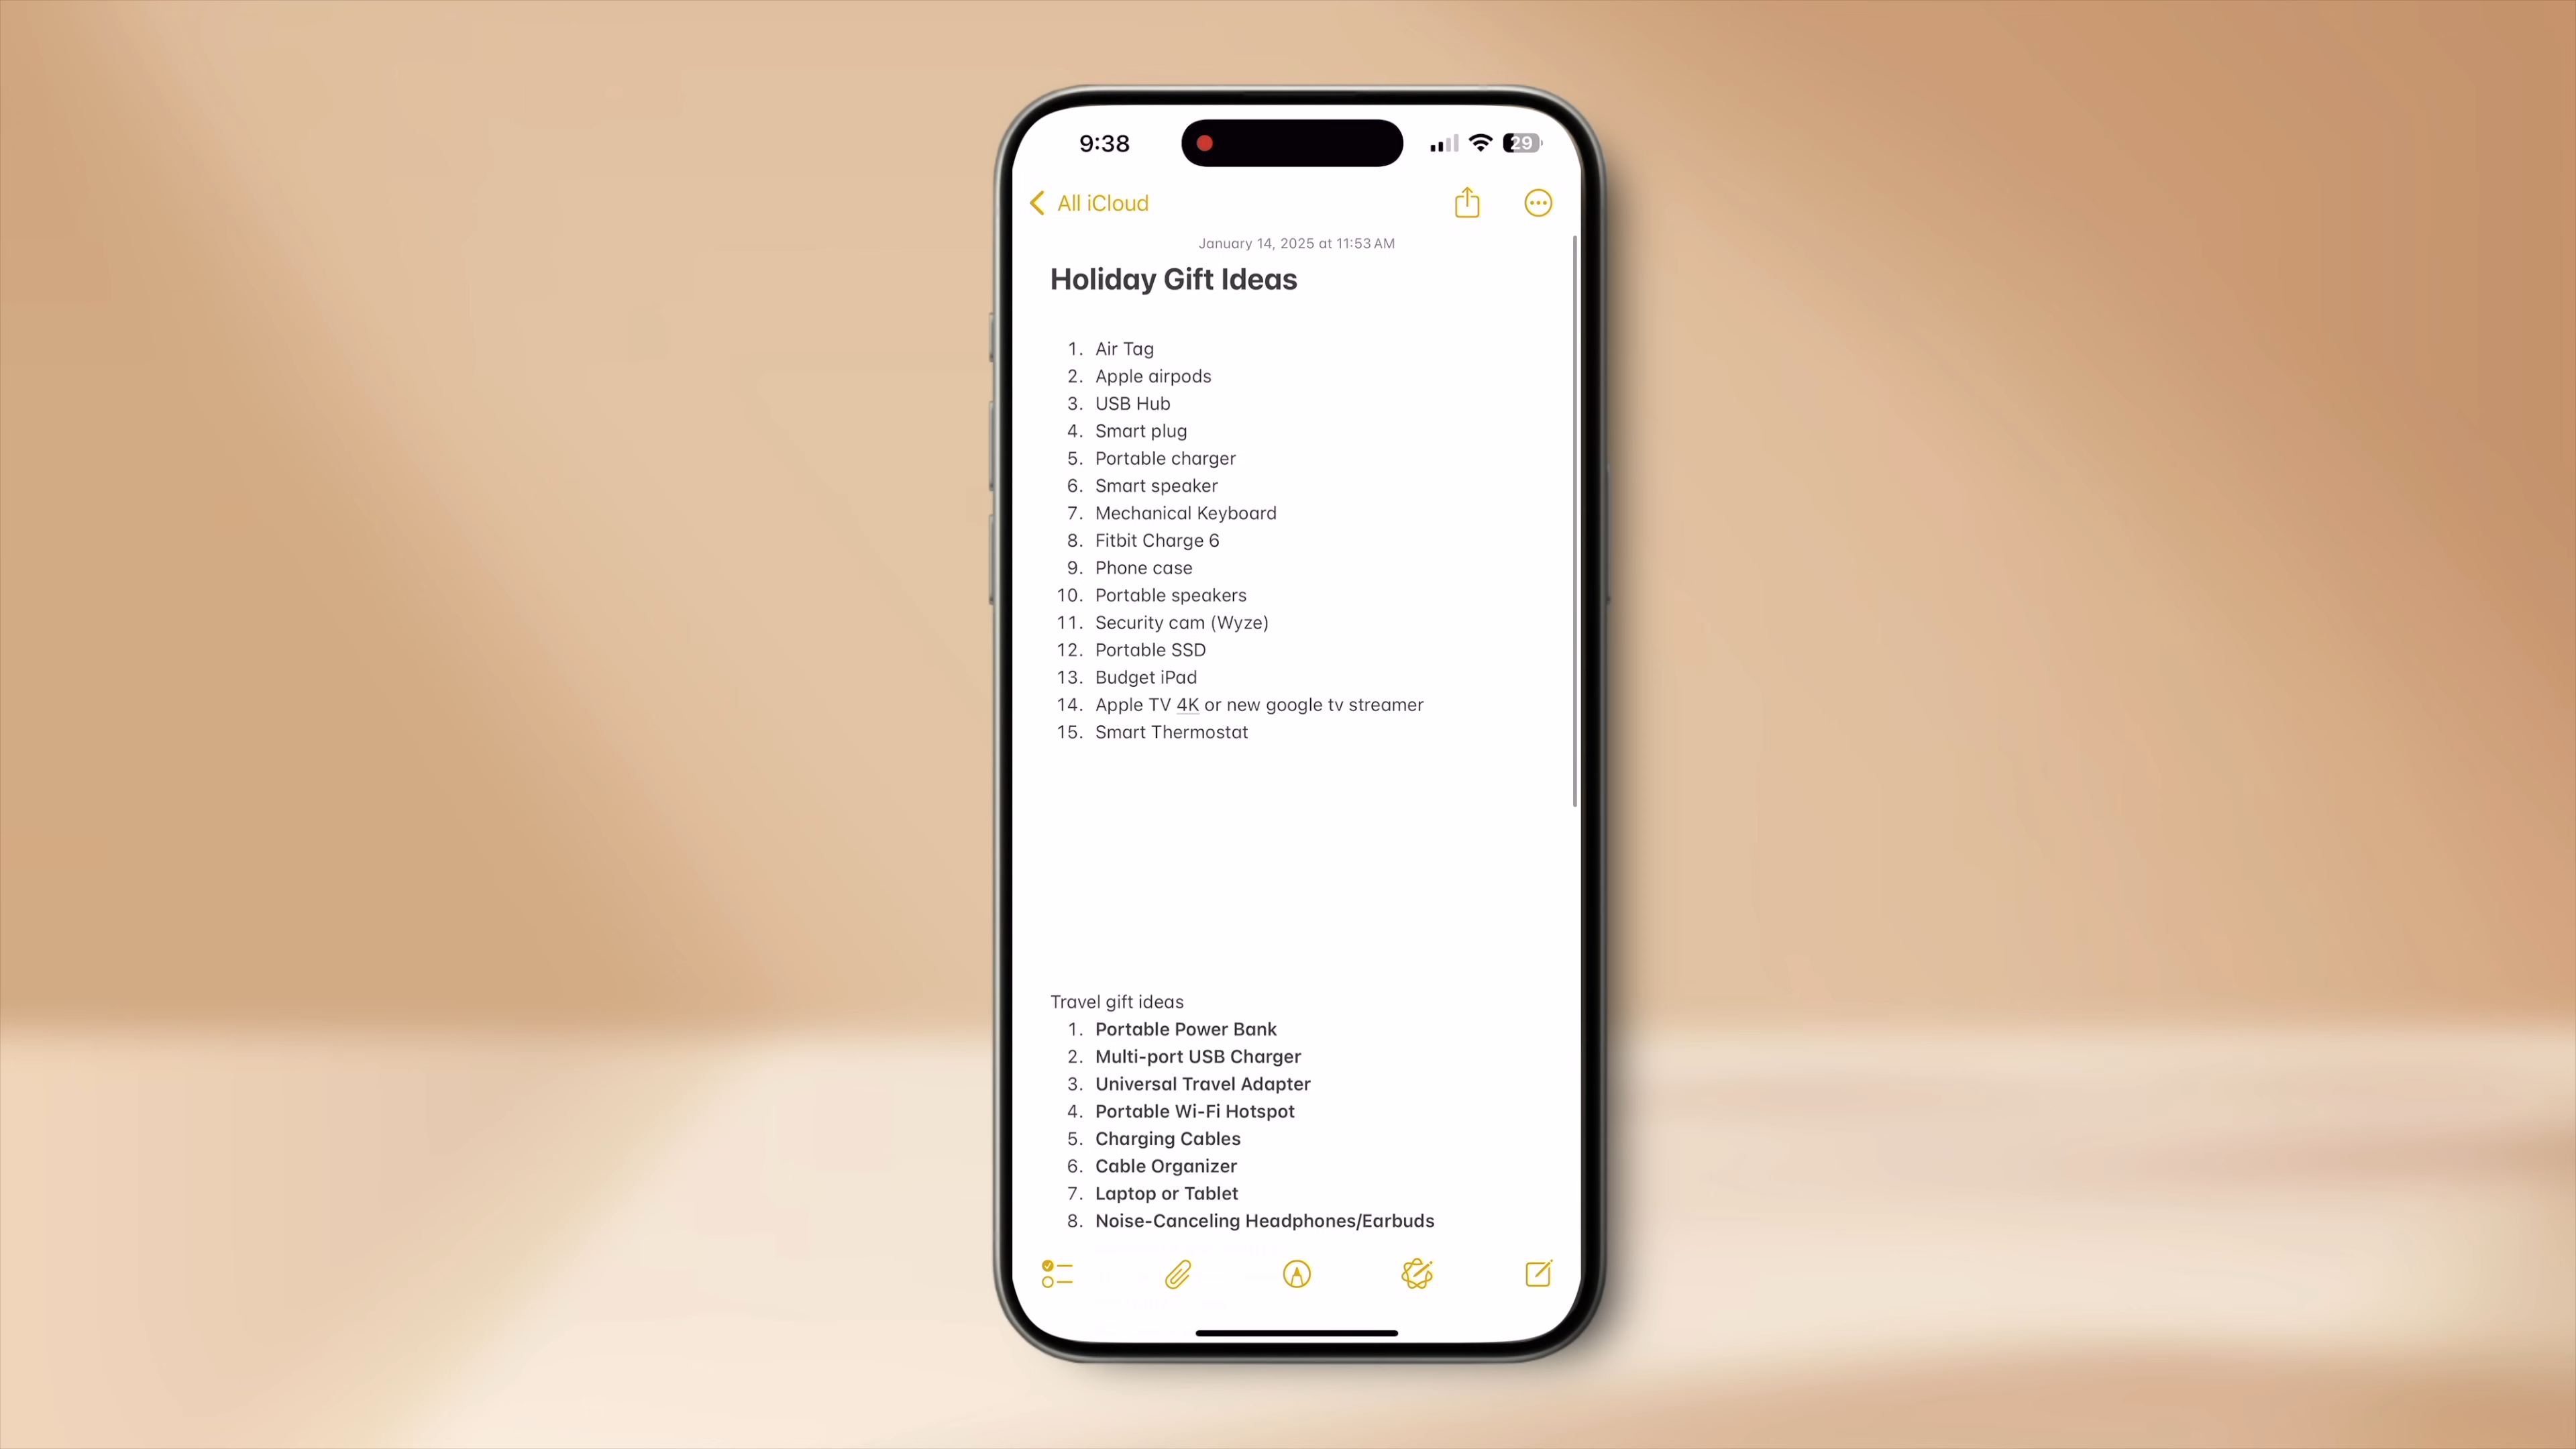 9:38
29
All iCloud
January 14, 2025 at 11:53 AM
Holiday Gift Ideas
1. Air Tag
2. Apple airpods
3. USB Hub
4. Smart plug
5. Portable charger
6. Smart speaker
7. Mechanical Keyboard
8. Fitbit Charge 6
9. Phone case
10. Portable speakers
11. Security cam (Wyze)
12. Portable SSD
13. Budget iPad
14. Apple TV 4K or new google tv streamer
15. Smart Thermostat
Travel gift ideas
1. Portable Power Bank
2. Multi-port USB Charger
3. Universal Travel Adapter
4. Portable Wi-Fi Hotspot
5. Charging Cables
6. Cable Organizer
7. Laptop or Tablet
8. Noise-Canceling Headphones/Earbuds